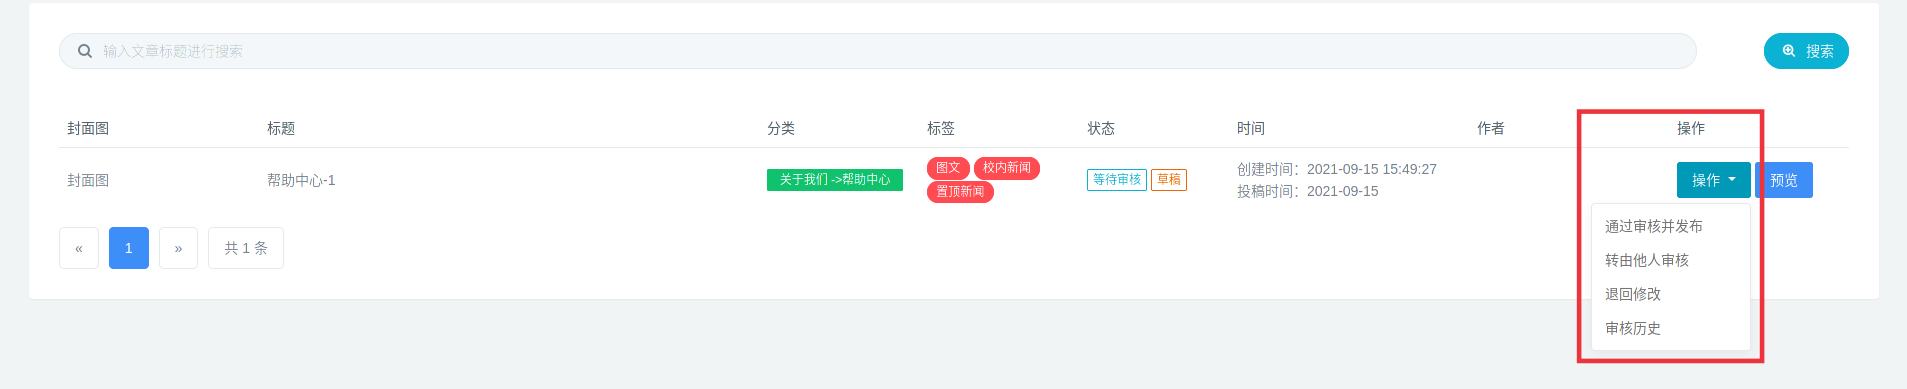 输入文章标题进行搜索
搜索
封面图 标题 分类 标签 状态 时间 作者 操作
封面图 帮助中心-1 关于我们 ->帮助中心
图文 校内新闻
置顶新闻
等待审核 草稿
创建时间：2021-09-15 15:49:27
投稿时间：2021-09-15
操作 预览
通过审核并发布
转由他人审核
退回修改
审核历史
« 1 » 共 1 条